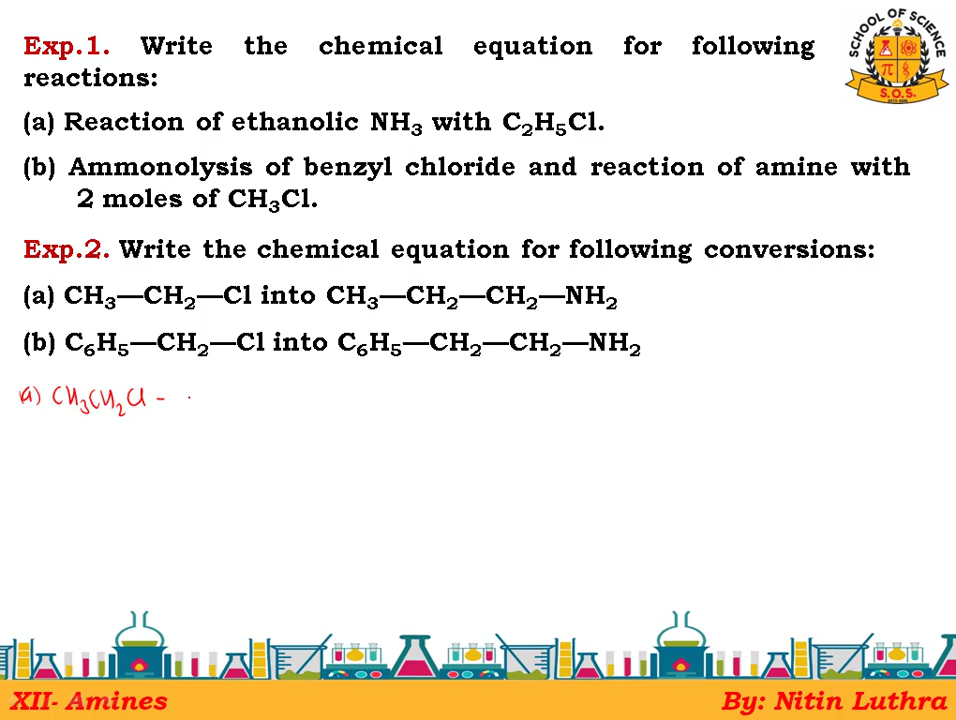 Exp.1. Write the chemical equation for following
reactions:
(a) Reaction of ethanolic NH₃ with C₂H₅Cl.
(b) Ammonolysis of benzyl chloride and reaction of amine with
2 moles of CH₃Cl.
Exp.2. Write the chemical equation for following conversions:
(a) CH₃—CH₂—Cl into CH₃—CH₂—CH₂—NH₂
(b) C₆H₅—CH₂—Cl into C₆H₅—CH₂—CH₂—NH₂
a) CH₃CH₂Cl -
SCHOOL OF SCIENCE
π
S.O.S.
XII- Amines
By: Nitin Luthra